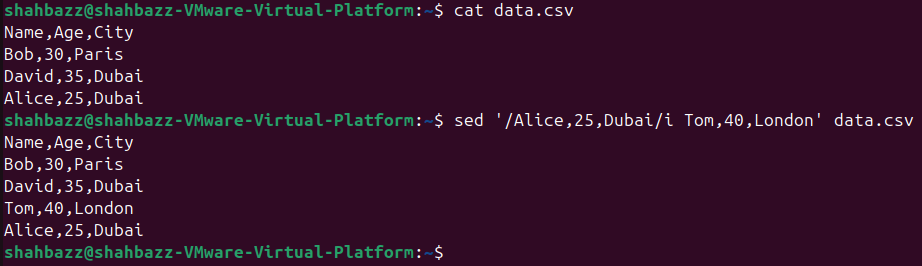 shahbazz@shahbazz-VMware-Virtual-Platform:~$ cat data.csv
Name,Age,City
Bob,30,Paris
David,35,Dubai
Alice,25,Dubai
shahbazz@shahbazz-VMware-Virtual-Platform:~$ sed '/Alice,25,Dubai/i Tom,40,London' data.csv
Name,Age,City
Bob,30,Paris
David,35,Dubai
Tom,40,London
Alice,25,Dubai
shahbazz@shahbazz-VMware-Virtual-Platform:~$